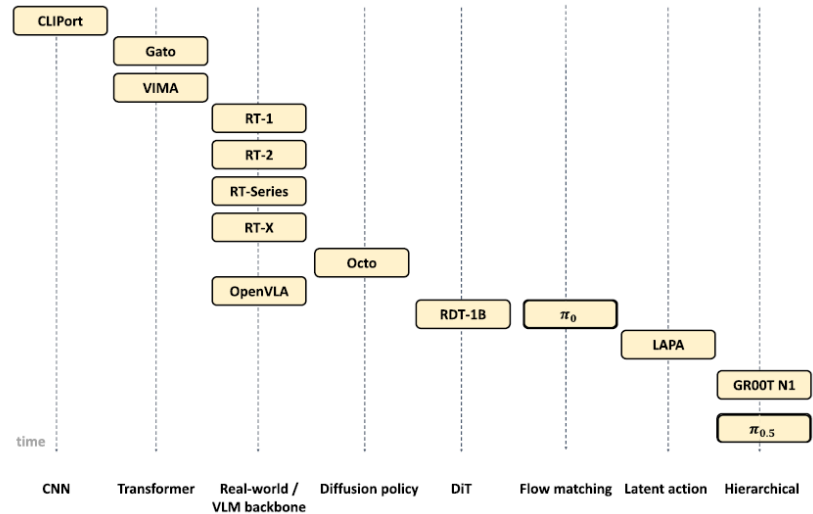 CLIPort
Gato
VIMA
RT-1
RT-2
RT-Series
RT-X
Octo
OpenVLA
RDT-1B
π₀
LAPA
GR00T N1
π₀.₅
time
CNN
Transformer
Real-world /
VLM backbone
Diffusion policy
DiT
Flow matching
Latent action
Hierarchical